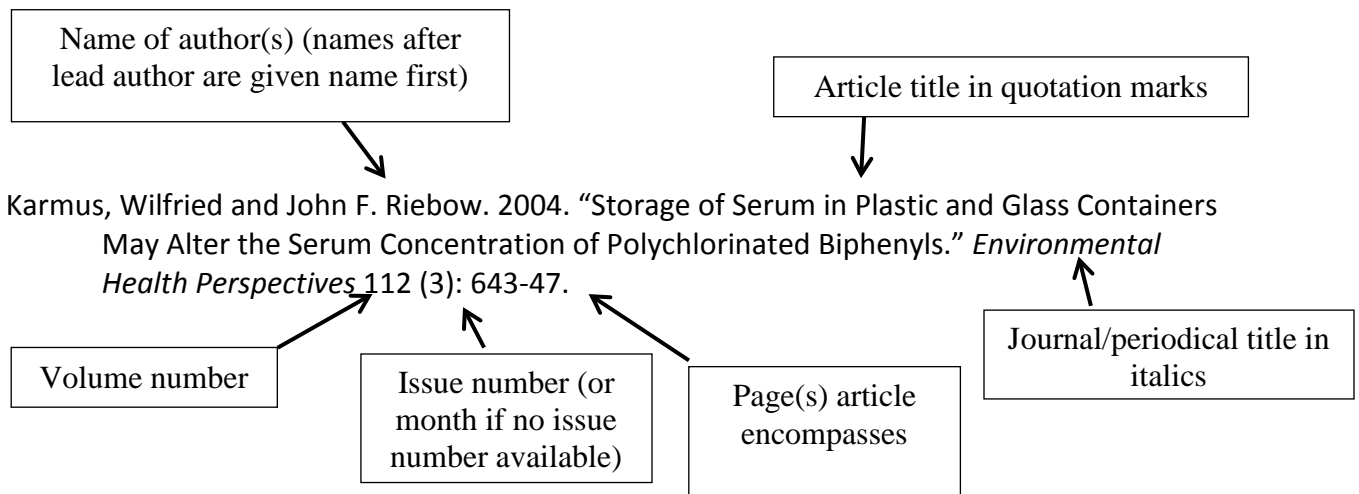 Name of author(s) (names after
lead author are given name first)
Article title in quotation marks
Karmus, Wilfried and John F. Riebow. 2004. “Storage of Serum in Plastic and Glass Containers
May Alter the Serum Concentration of Polychlorinated Biphenyls.” Environmental
Health Perspectives 112 (3): 643-47.
Volume number
Issue number (or
month if no issue
number available)
Page(s) article
encompasses
Journal/periodical title in
italics